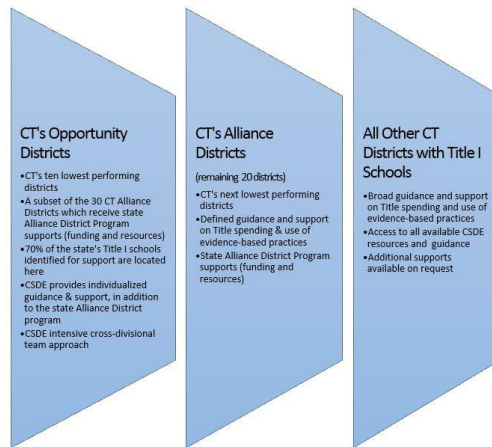 CT's Opportunity
Districts
•CT's ten lowest performing
districts
•A subset of the 30 CT Alliance
Districts which receive state
Alliance District Program
supports (funding and resources)
•70% of the state's Title I schools
identified for support are located
here
•CSDE provides individualized
guidance & support, in addition
to the state Alliance District
program
•CSDE intensive cross-divisional
team approach
CT's Alliance
Districts
(remaining 20 districts)
•CT's next lowest performing
districts
•Defined guidance and support
on Title spending & use of
evidence-based practices
•State Alliance District Program
supports (funding and
resources)
All Other CT
Districts with Title I
Schools
•Broad guidance and support
on Title spending and use of
evidence-based practices
•Access to all available CSDE
resources and guidance
•Additional supports
available on request